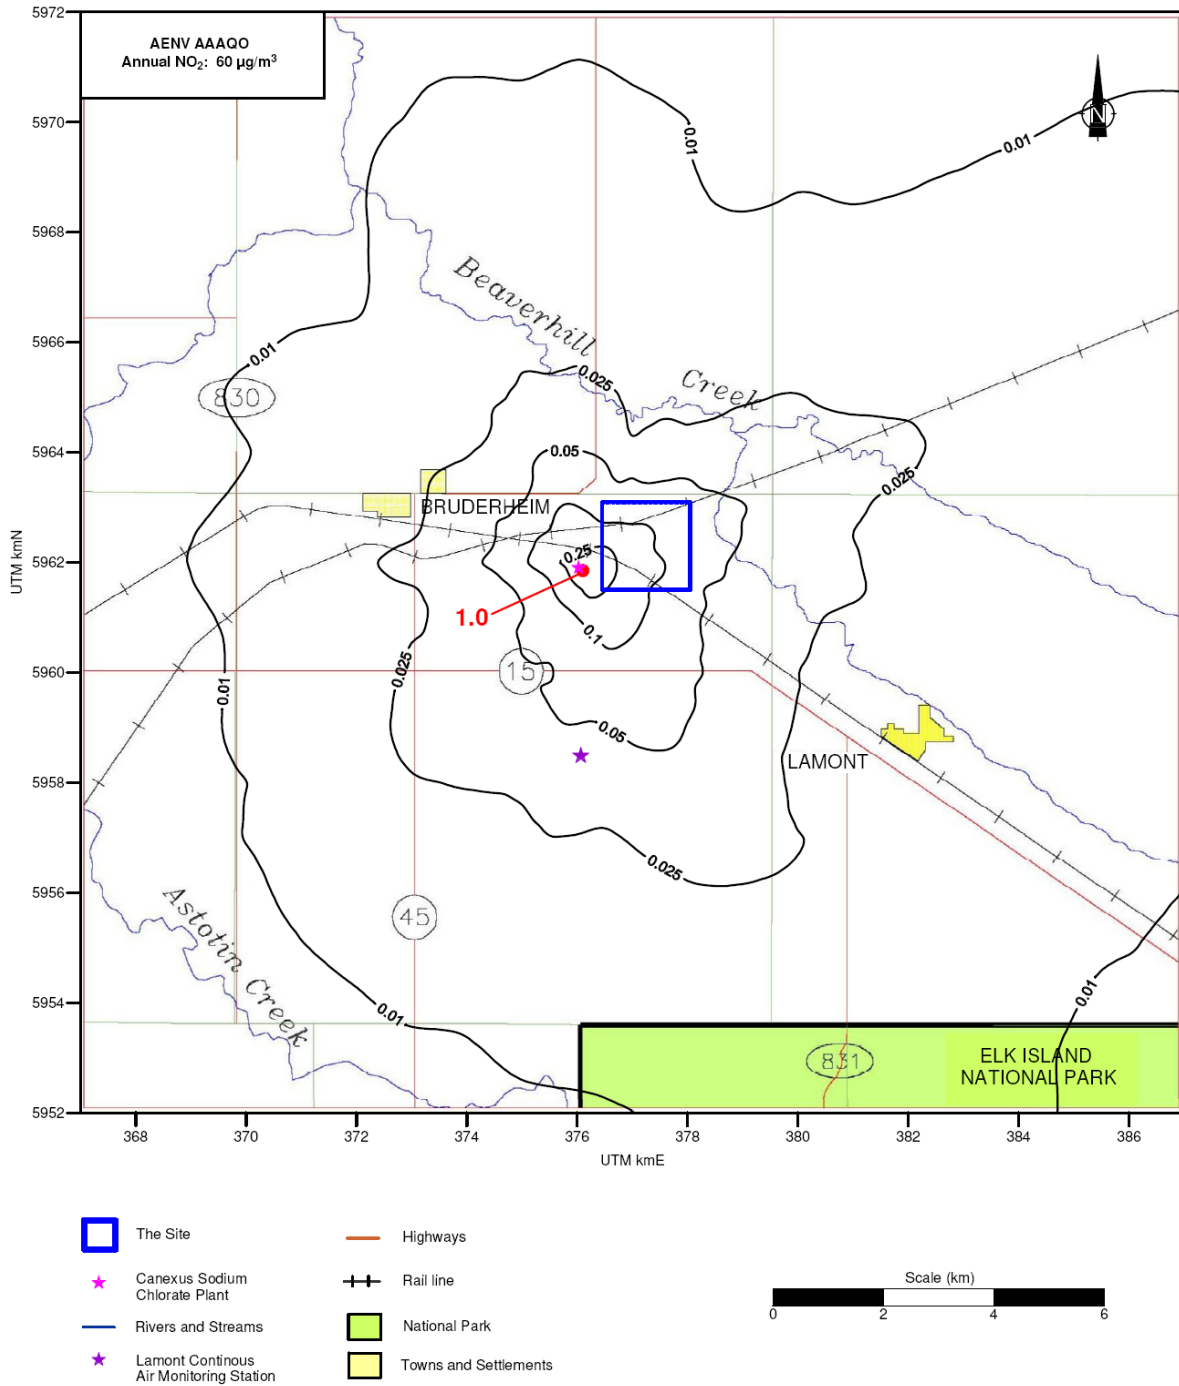 AENV AAAQO
Annual NO₂: 60 µg/m³
5972
5970
5968
5966
5964
5962
5960
5958
5956
5954
5952
UTM kmN
N
0.01
0.01
Beaverhill
Creek
0.01
0.025
830
0.05
0.025
BRUDERHEIM
0.25
1.0
0.1
0.025
0.01
15
0.05
LAMONT
0.025
Astotin Creek
45
0.01
0.01
831
ELK ISLAND
NATIONAL PARK
368
370
372
374
376
378
380
382
384
386
UTM kmE
The Site
Highways
Canexus Sodium
Chlorate Plant
Rail line
Rivers and Streams
National Park
Lamont Continous
Air Monitoring Station
Towns and Settlements
Scale (km)
0
2
4
6